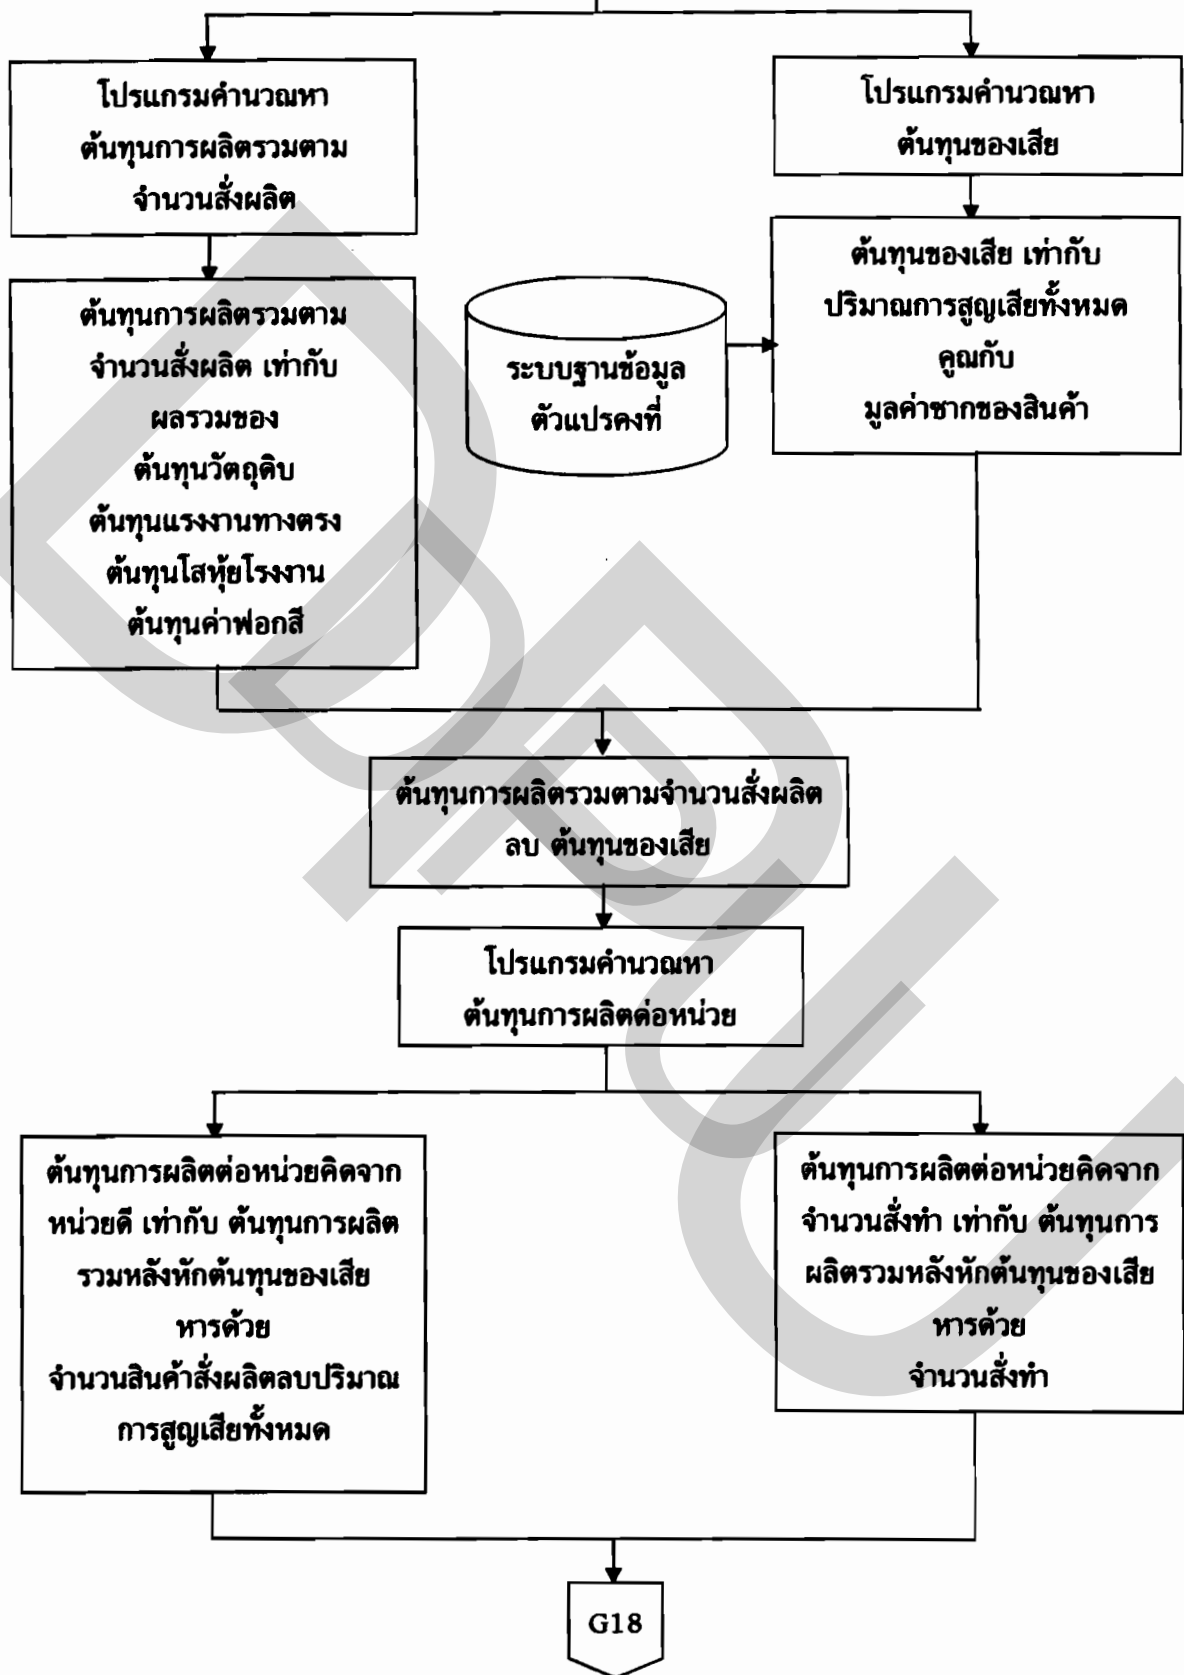 โปรแกรมคำนวณหา
ต้นทุนการผลิตรวมตาม
จำนวนสั่งผลิต
โปรแกรมคำนวณหา
ต้นทุนของเสีย
ต้นทุนการผลิตรวมตาม
จำนวนสั่งผลิต เท่ากับ
ผลรวมของ
ต้นทุนวัตถุดิบ
ต้นทุนแรงงานทางตรง
ต้นทุนโสหุ้ยโรงงาน
ต้นทุนค่าฟอกสี
ระบบฐานข้อมูล
ตัวแปรคงที่
ต้นทุนของเสีย เท่ากับ
ปริมาณการสูญเสียทั้งหมด
คูณกับ
มูลค่าซากของสินค้า
ต้นทุนการผลิตรวมตามจำนวนสั่งผลิต
ลบ ต้นทุนของเสีย
โปรแกรมคำนวณหา
ต้นทุนการผลิตต่อหน่วย
ต้นทุนการผลิตต่อหน่วยคิดจาก
หน่วยดี เท่ากับ ต้นทุนการผลิต
รวมหลังหักต้นทุนของเสีย
หารด้วย
จำนวนสินค้าสั่งผลิตลบปริมาณ
การสูญเสียทั้งหมด
ต้นทุนการผลิตต่อหน่วยคิดจาก
จำนวนสั่งทำ เท่ากับ ต้นทุนการ
ผลิตรวมหลังหักต้นทุนของเสีย
หารด้วย
จำนวนสั่งทำ
G18
DPU